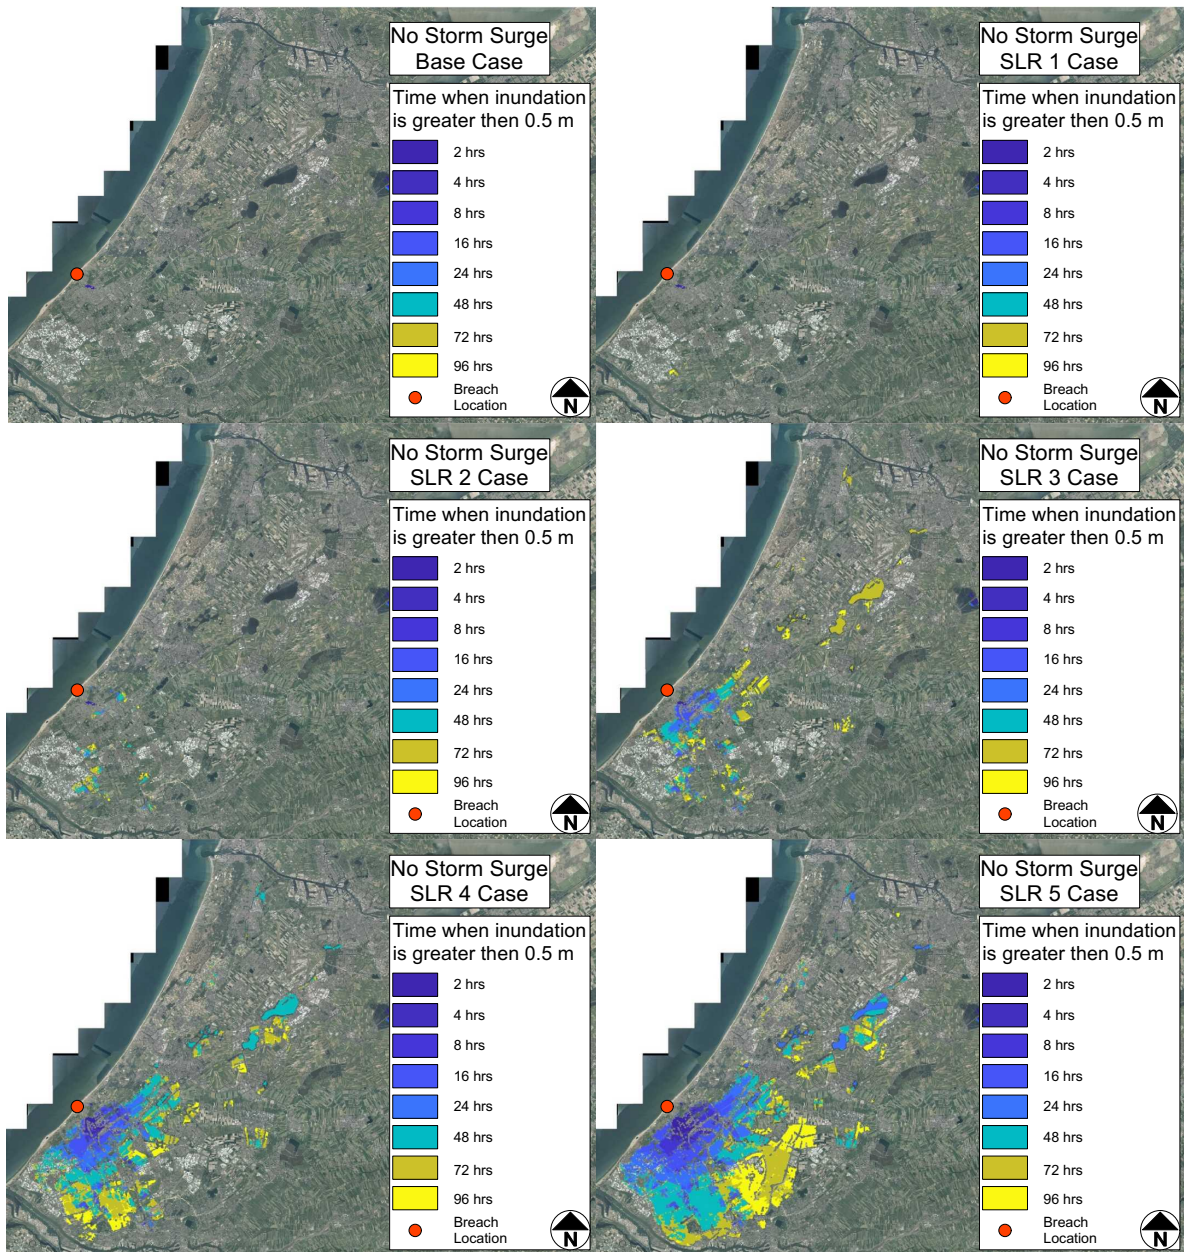 No Storm Surge
Base Case
Time when inundation
is greater then 0.5 m
2 hrs
4 hrs
8 hrs
16 hrs
24 hrs
48 hrs
72 hrs
96 hrs
Breach
Location
N
No Storm Surge
SLR 1 Case
Time when inundation
is greater then 0.5 m
2 hrs
4 hrs
8 hrs
16 hrs
24 hrs
48 hrs
72 hrs
96 hrs
Breach
Location
N
No Storm Surge
SLR 2 Case
Time when inundation
is greater then 0.5 m
2 hrs
4 hrs
8 hrs
16 hrs
24 hrs
48 hrs
72 hrs
96 hrs
Breach
Location
N
No Storm Surge
SLR 3 Case
Time when inundation
is greater then 0.5 m
2 hrs
4 hrs
8 hrs
16 hrs
24 hrs
48 hrs
72 hrs
96 hrs
Breach
Location
N
No Storm Surge
SLR 4 Case
Time when inundation
is greater then 0.5 m
2 hrs
4 hrs
8 hrs
16 hrs
24 hrs
48 hrs
72 hrs
96 hrs
Breach
Location
N
No Storm Surge
SLR 5 Case
Time when inundation
is greater then 0.5 m
2 hrs
4 hrs
8 hrs
16 hrs
24 hrs
48 hrs
72 hrs
96 hrs
Breach
Location
N